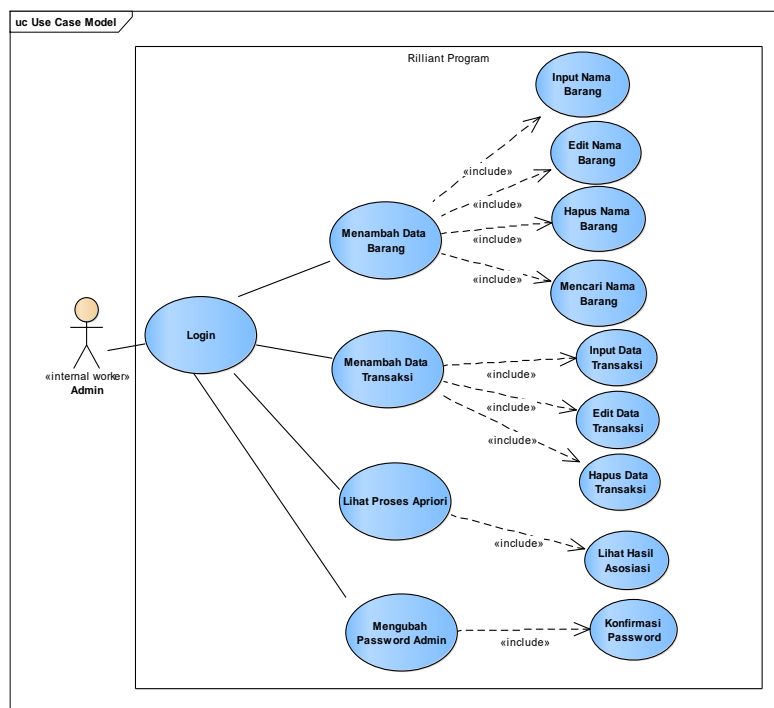 uc Use Case Model
Rilliant Program
Input Nama
Barang
Edit Nama
Barang
«include»
«include»
Hapus Nama
Barang
Menambah Data
Barang
«include»
«include»
Mencari Nama
Barang
Login
«internal worker»
Admin
Menambah Data
Transaksi
Input Data
Transaksi
«include»
«include»
Edit Data
Transaksi
«include»
Hapus Data
Transaksi
Lihat Proses Apriori
«include»
Lihat Hasil
Asosiasi
Mengubah
Password Admin
«include»
Konfirmasi
Password